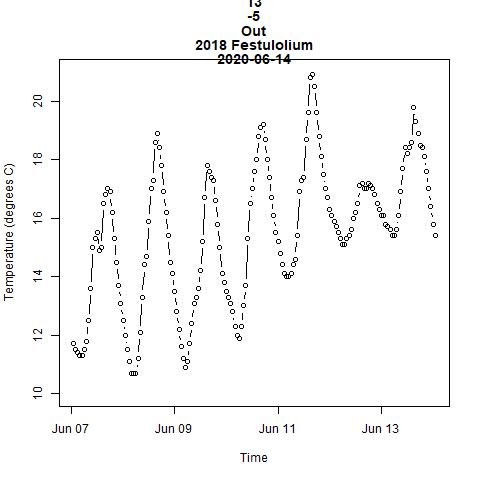 13
-5
Out
2018 Festulolium
2020-06-14
Temperature (degrees C)
20
18
16
14
12
10
Jun 07
Jun 09
Jun 11
Jun 13
Time